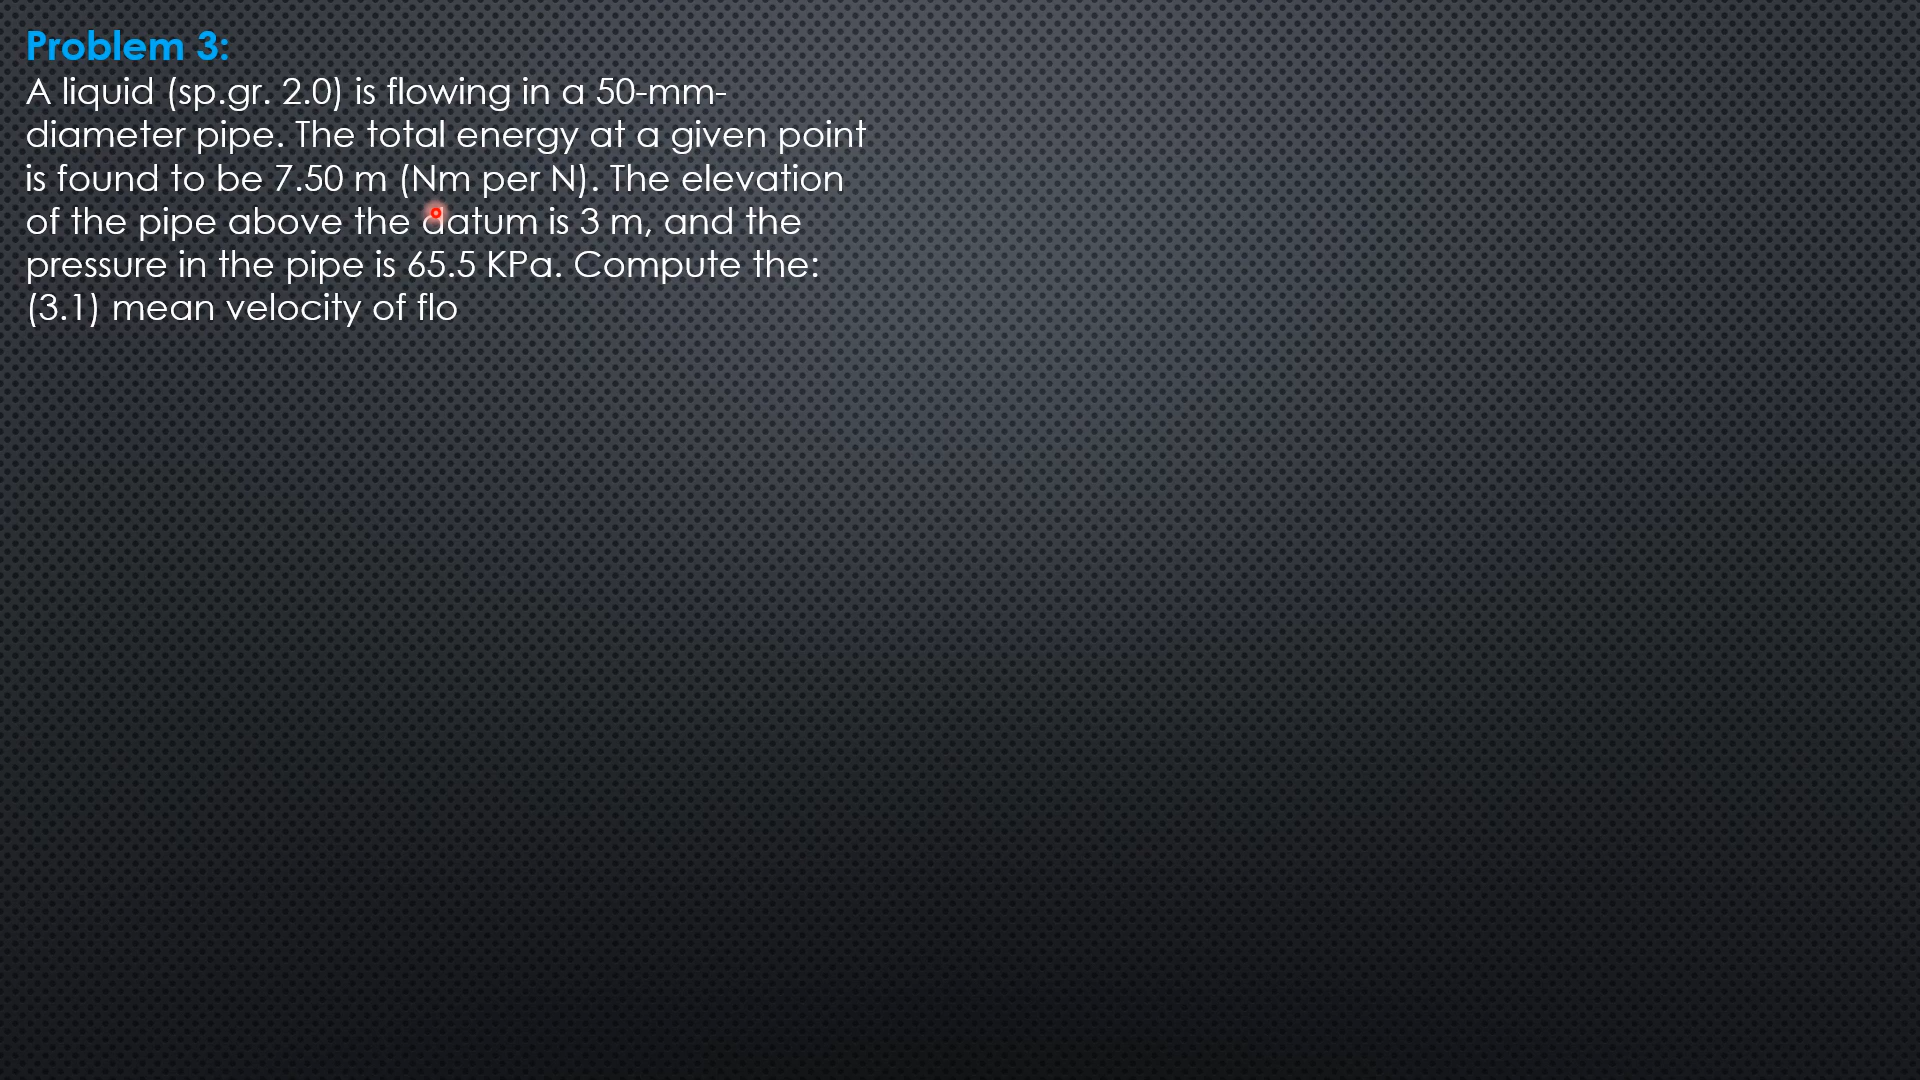 Problem 3:
A liquid (sp.gr. 2.0) is flowing in a 50-mm-
diameter pipe. The total energy at a given point
is found to be 7.50 m (Nm per N). The elevation
of the pipe above the datum is 3 m, and the
pressure in the pipe is 65.5 KPa. Compute the:
(3.1) mean velocity of flo